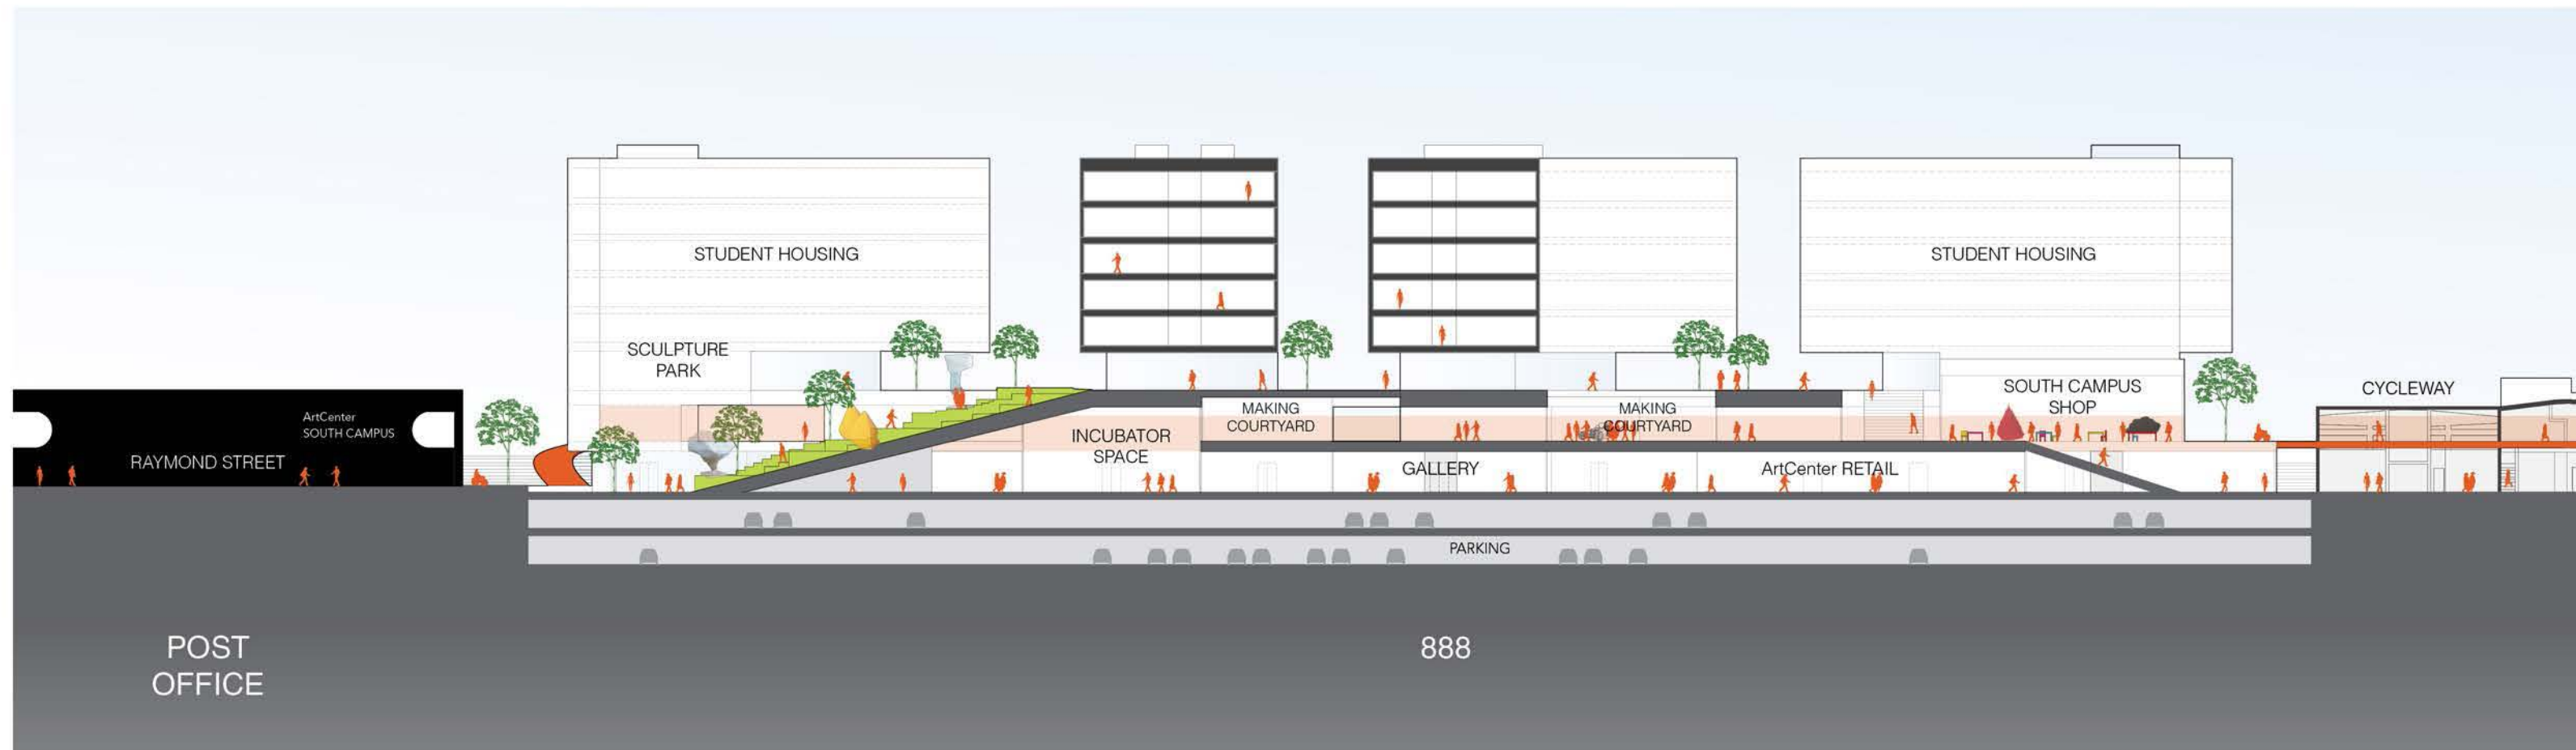 STUDENT HOUSING
STUDENT HOUSING
SCULPTURE
PARK
ArtCenter
SOUTH CAMPUS
RAYMOND STREET
INCUBATOR
SPACE
MAKING
COURTYARD
GALLERY
MAKING
COURTYARD
ArtCenter RETAIL
SOUTH CAMPUS
SHOP
CYCLEWAY
PARKING
POST
OFFICE
888